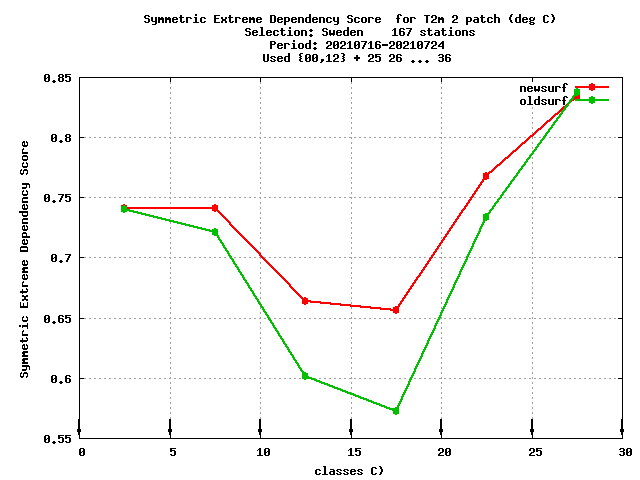 Symmetric Extreme Dependency Score  for T2m 2 patch (deg C)
Selection: Sweden    167 stations
Period: 20210716-20210724
Used {00,12} + 25 26 ... 36
newsurf
oldsurf
Symmetric Extreme Dependency Score
0.85
0.8
0.75
0.7
0.65
0.6
0.55
0 5 10 15 20 25 30
classes C)